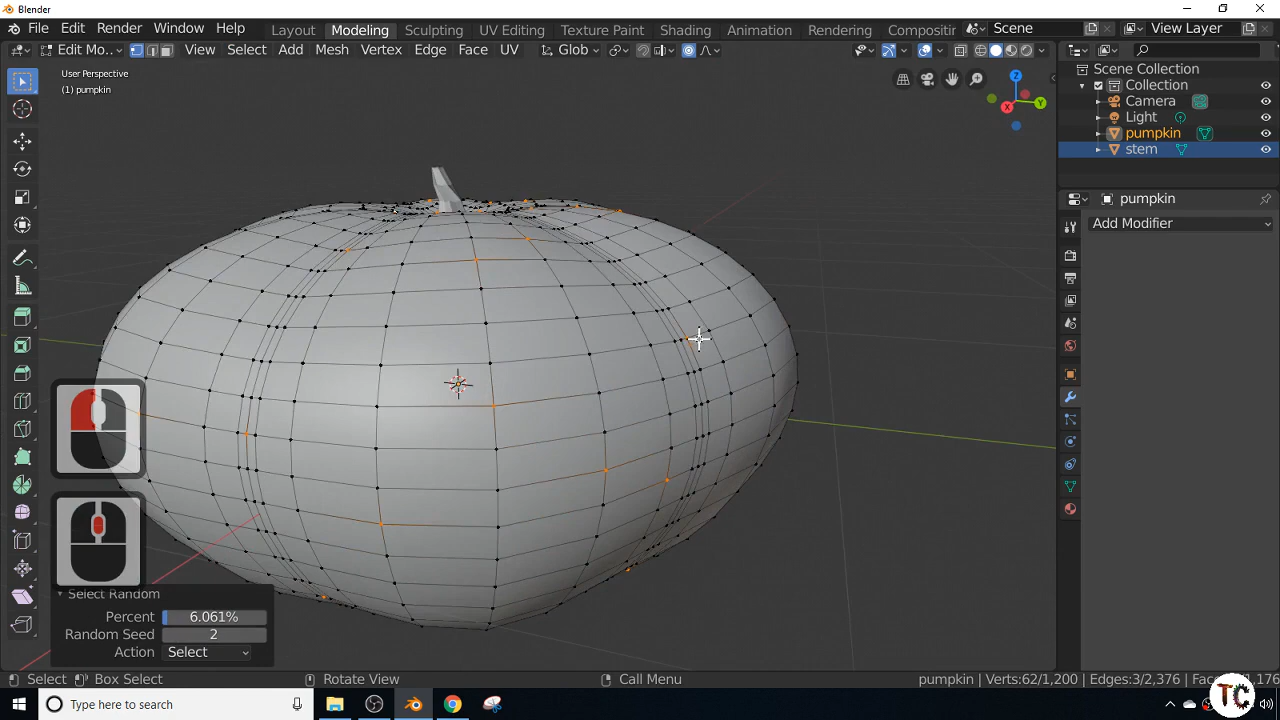 Blender
File Edit Render Window Help Layout Modeling Sculpting UV Editing Texture Paint Shading Animation Rendering Compositi Scene View Layer
Edit Mo... View Select Add Mesh Vertex Edge Face UV Glob
User Perspective
(1) pumpkin
Z
Y
X
Scene Collection
Collection
Camera
Light
pumpkin
stem
pumpkin
Add Modifier
Select Random
Percent 6.061%
Random Seed 2
Action Select
Select Box Select Rotate View Call Menu pumpkin | Verts:62/1,200 | Edges:3/2,376 | Fac 1,176
Type here to search
TC